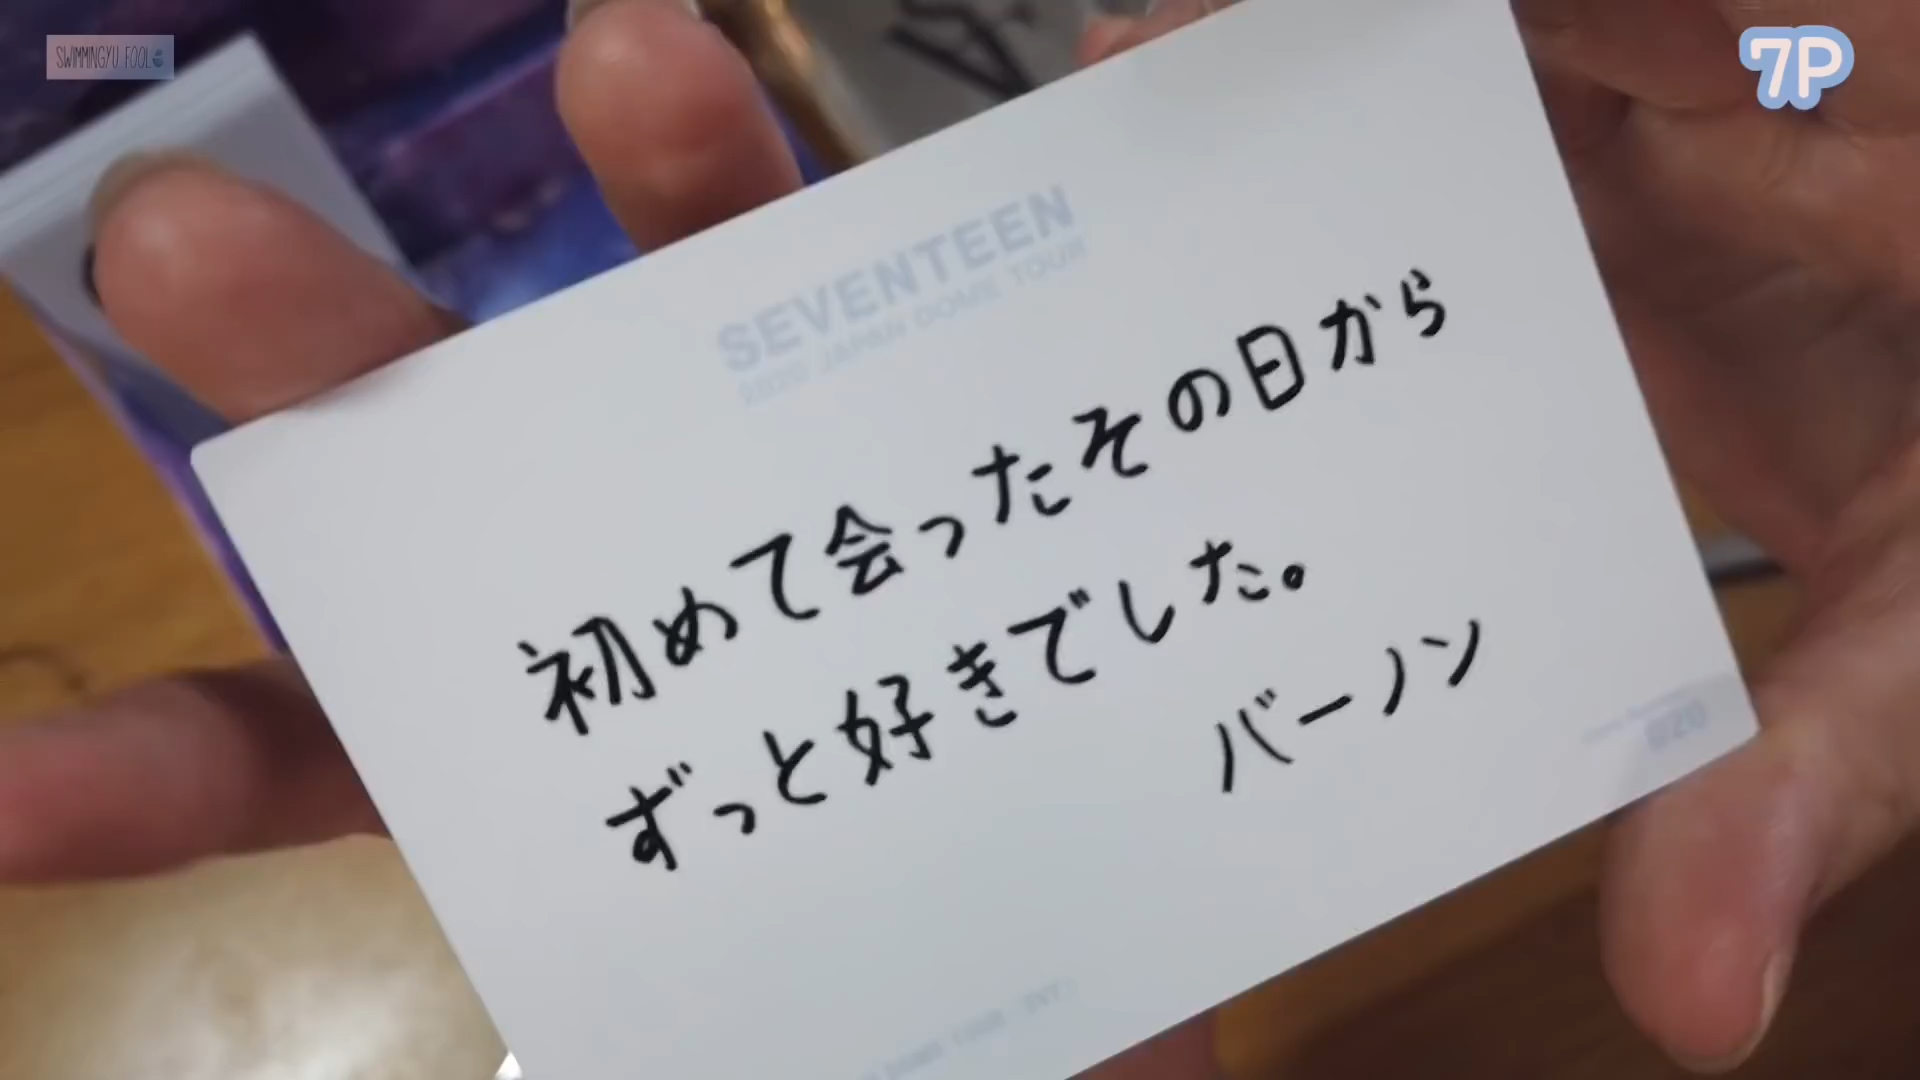 SWIMMINGYU_FOOL
7P
SEVENTEEN
2020 JAPAN DOME TOUR
初めて会ったその日から
ずっと好きでした。
バーノン